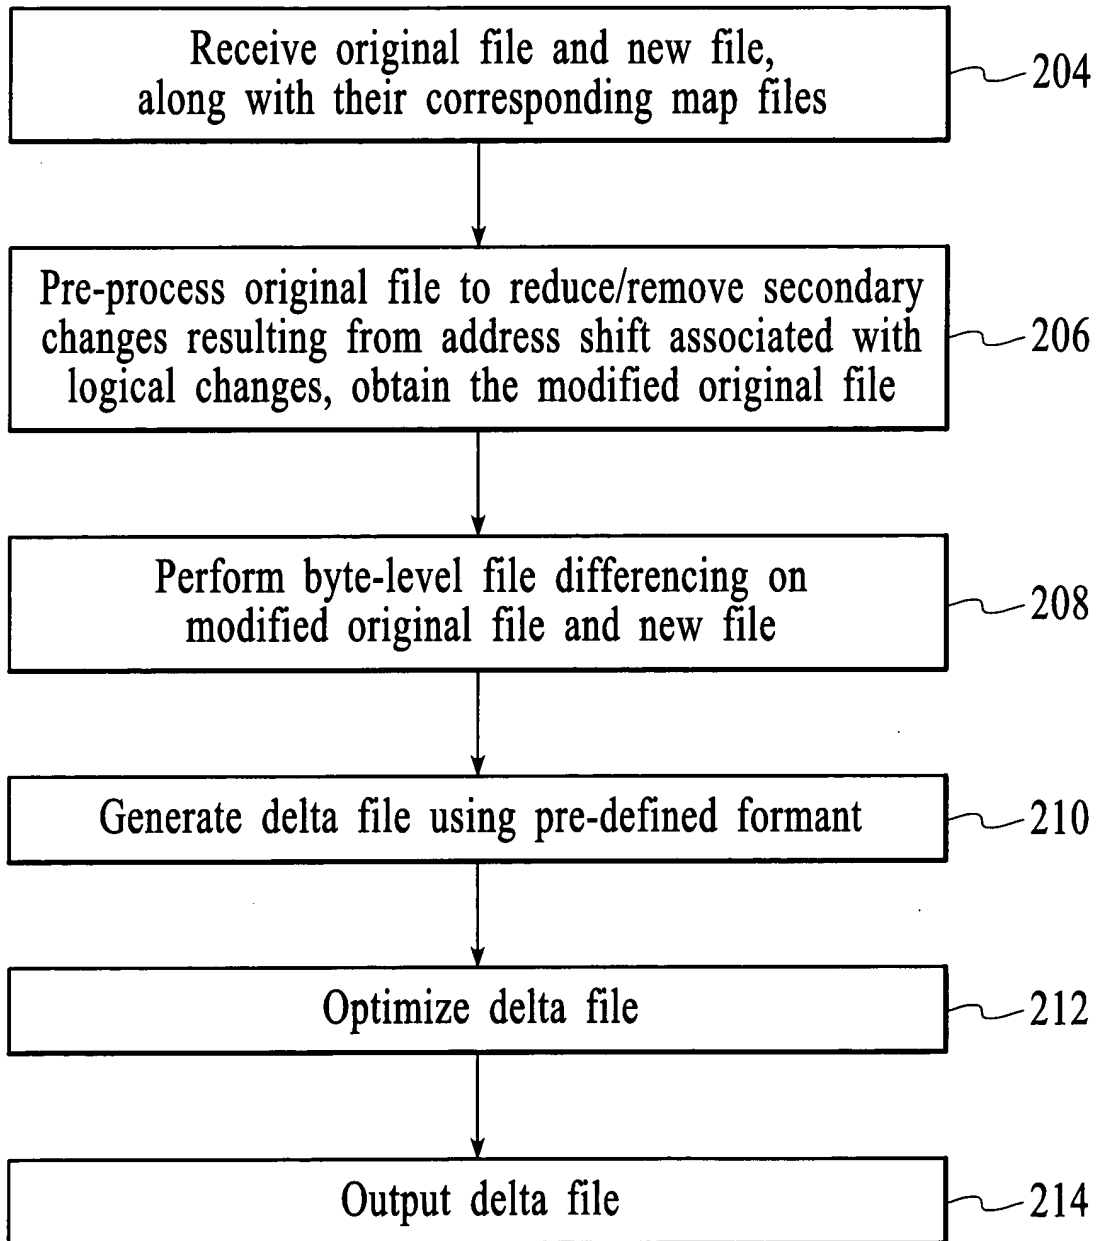 Receive original file and new file,
along with their corresponding map files
204
Pre-process original file to reduce/remove secondary
changes resulting from address shift associated with
logical changes, obtain the modified original file
206
Perform byte-level file differencing on
modified original file and new file
208
Generate delta file using pre-defined formant
210
Optimize delta file
212
Output delta file
214